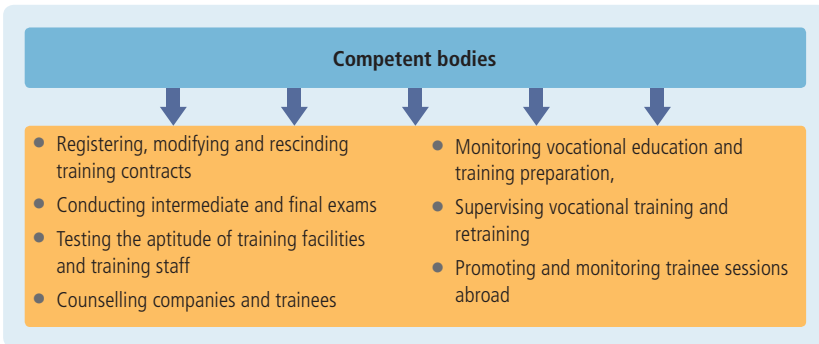 Competent bodies
● Registering, modifying and rescinding
training contracts
● Conducting intermediate and final exams
● Testing the aptitude of training facilities
and training staff
● Counselling companies and trainees
● Monitoring vocational education and
training preparation,
● Supervising vocational training and
retraining
● Promoting and monitoring trainee sessions
abroad